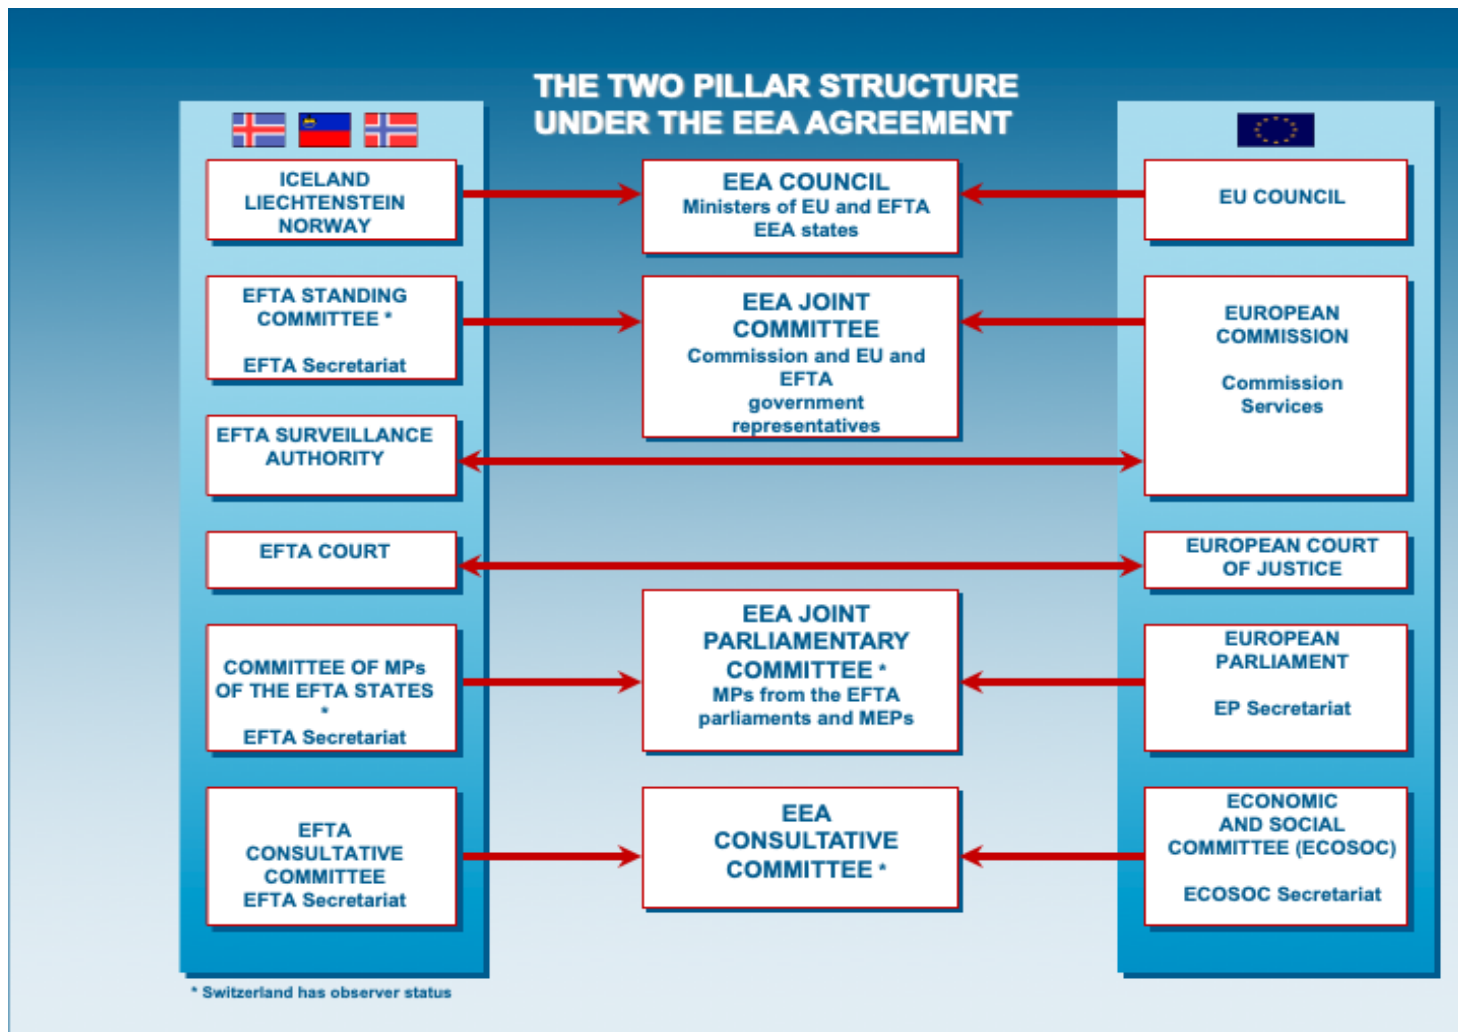 THE TWO PILLAR STRUCTURE
UNDER THE EEA AGREEMENT
ICELAND
LIECHTENSTEIN
NORWAY
EEA COUNCIL
Ministers of EU and EFTA
EEA states
EU COUNCIL
EFTA STANDING
COMMITTEE *
EFTA Secretariat
EEA JOINT
COMMITTEE
Commission and EU and
EFTA
government
representatives
EUROPEAN
COMMISSION
Commission
Services
EFTA SURVEILLANCE
AUTHORITY
EFTA COURT
EUROPEAN COURT
OF JUSTICE
COMMITTEE OF MPs
OF THE EFTA STATES
*
EFTA Secretariat
EEA JOINT
PARLIAMENTARY
COMMITTEE *
MPs from the EFTA
parliaments and MEPs
EUROPEAN
PARLIAMENT
EP Secretariat
EFTA
CONSULTATIVE
COMMITTEE
EFTA Secretariat
EEA
CONSULTATIVE
COMMITTEE *
ECONOMIC
AND SOCIAL
COMMITTEE (ECOSOC)
ECOSOC Secretariat
* Switzerland has observer status